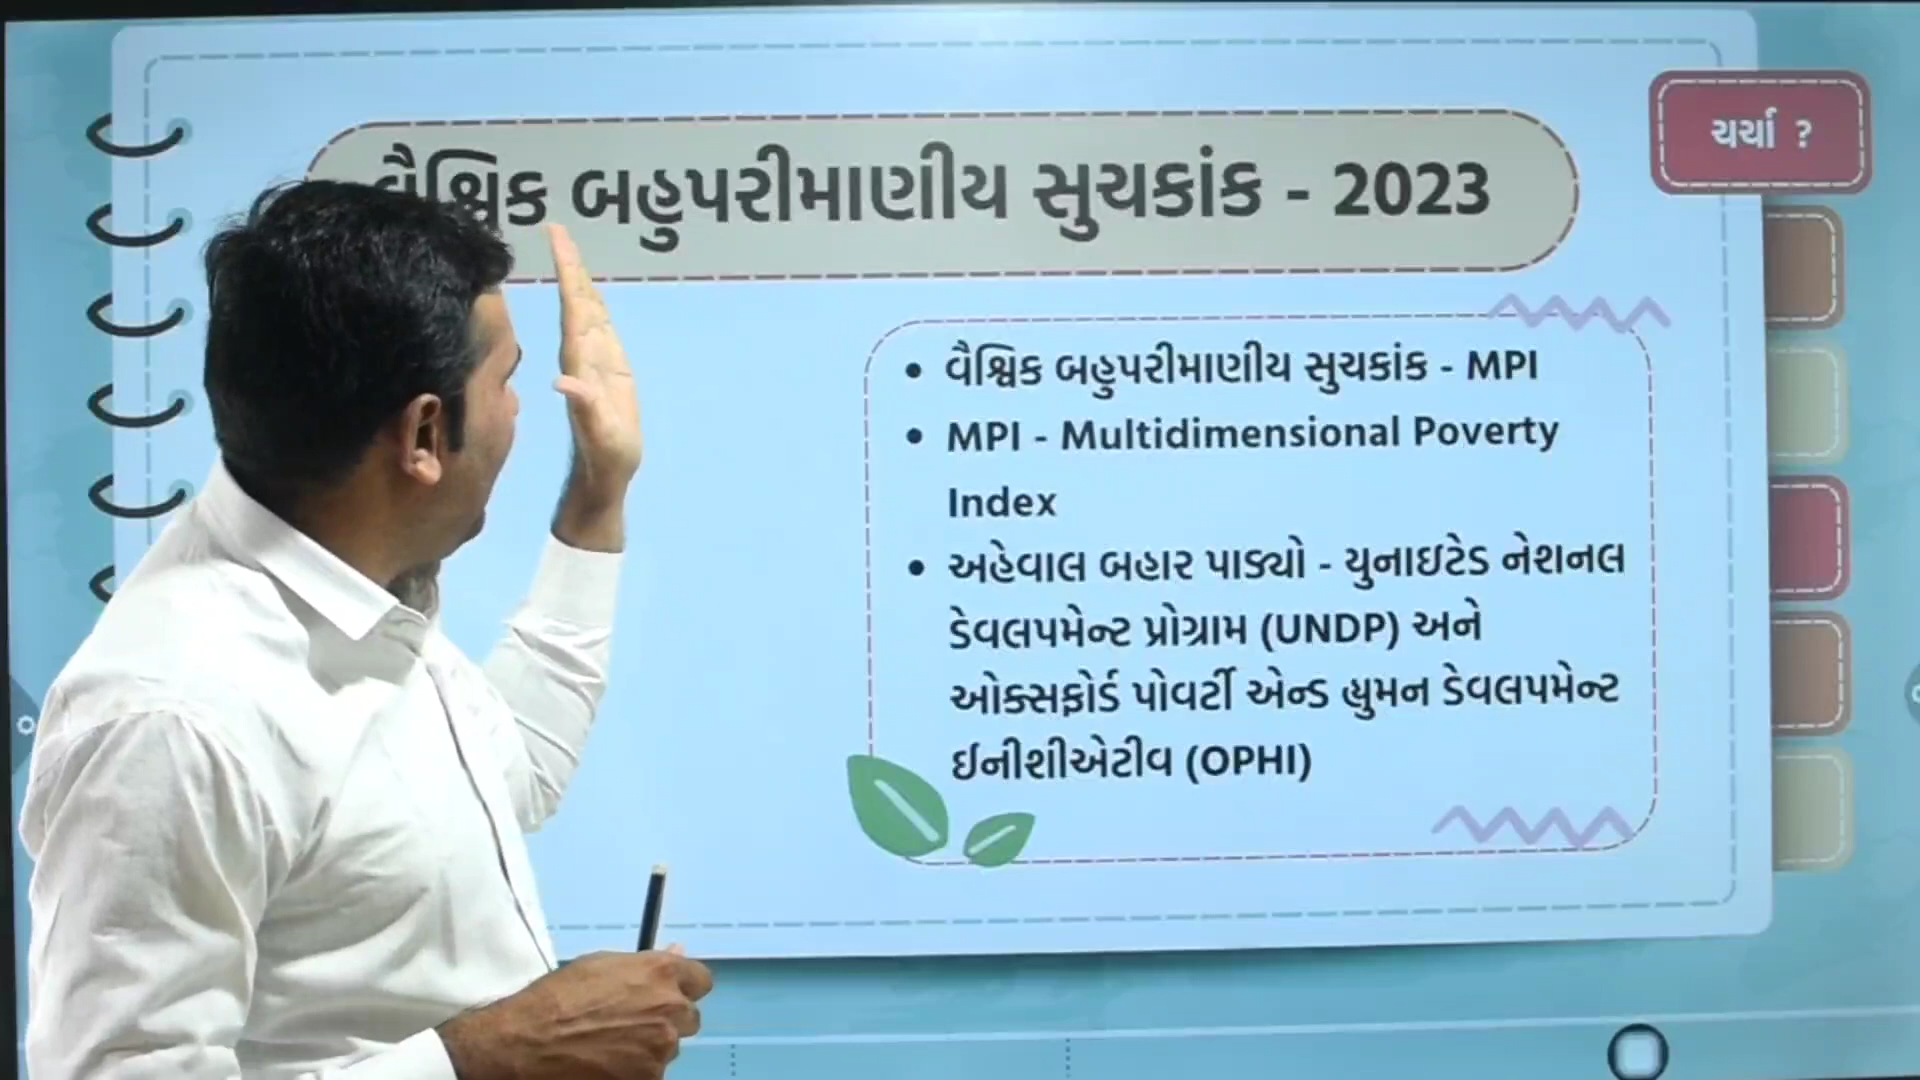 વૈશ્વિક બહુપરીમાણીય સુચકાંક - 2023
ચર્ચા ?
• વૈશ્વિક બહુપરીમાણીય સુચકાંક - MPI
• MPI - Multidimensional Poverty
Index
• અહેવાલ બહાર પાડ્યો - યુનાઇટેડ નેશનલ
ડેવલપમેન્ટ પ્રોગ્રામ (UNDP) અને
ઓક્સફોર્ડ પોવર્ટી એન્ડ હ્યુમન ડેવલપમેન્ટ
ઈનીશીએટીવ (OPHI)